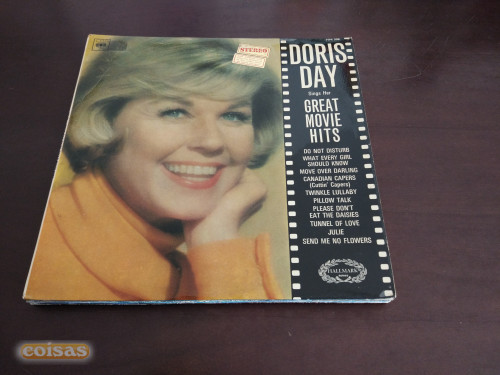 CBS
STEREO
DORIS
DAY
Sings Her
GREAT
MOVIE
HITS
DO NOT DISTURB
WHAT EVERY GIRL
SHOULD KNOW
MOVE OVER DARLING
CANADIAN CAPERS
(Cuttin' Capers)
TWINKLE LULLABY
PILLOW TALK
PLEASE DON'T
EAT THE DAISIES
TUNNEL OF LOVE
JULIE
SEND ME NO FLOWERS
HALLMARK
coisas